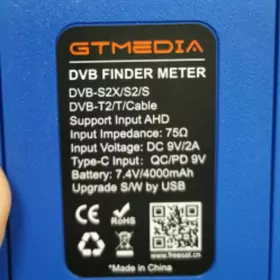 GTMEDIA
DVB FINDER METER
DVB-S2X/S2/S
DVB-T2/T/Cable
Support Input AHD
Input Impedance: 75Ω
Input Voltage: DC 9V/2A
Type-C Input: QC/PD 9V
Battery: 7.4V/4000mAh
Upgrade S/W by USB
CE
RoHS
www.freesat.cn
*Made in China